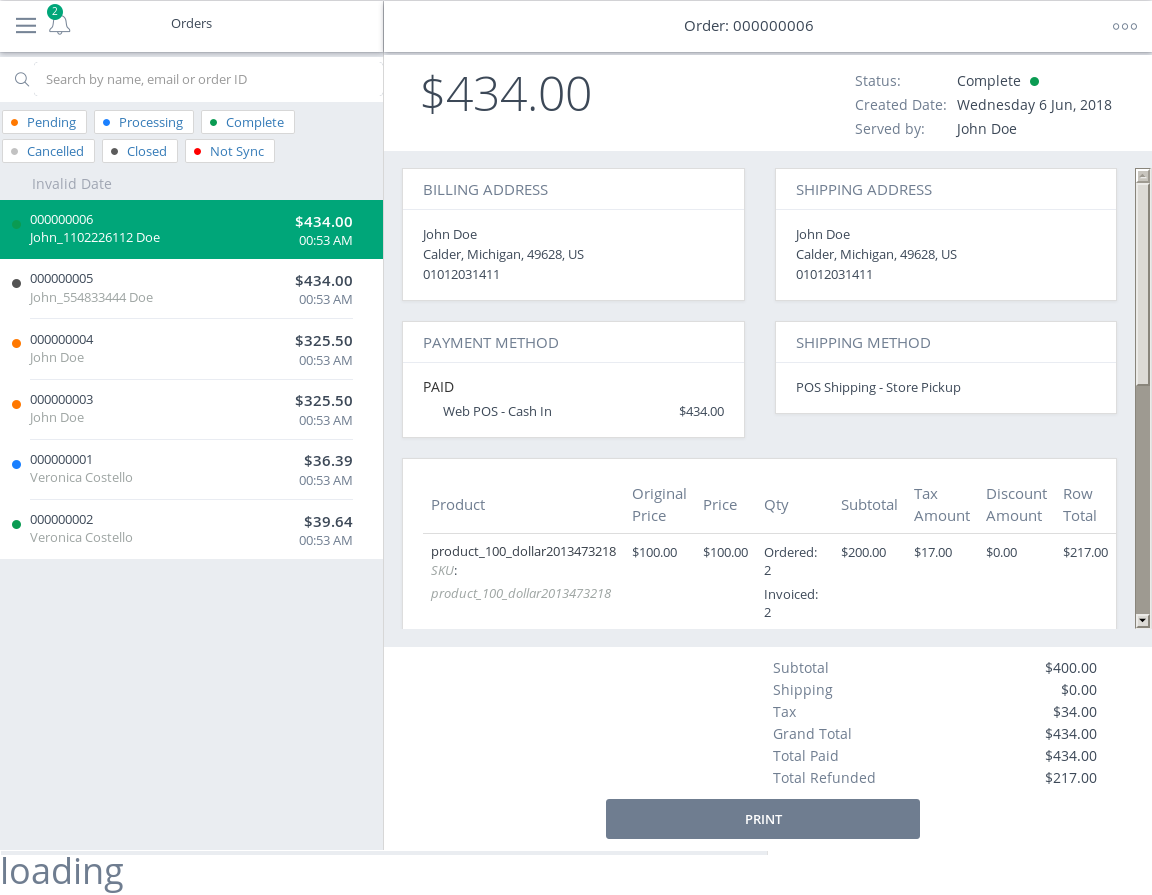 2
Orders
Order: 000000006
Search by name, email or order ID
Pending
Processing
Complete
Cancelled
Closed
Not Sync
Invalid Date
000000006
$434.00
John_1102226112 Doe
00:53 AM
000000005
$434.00
John_554833444 Doe
00:53 AM
000000004
$325.50
John Doe
00:53 AM
000000003
$325.50
John Doe
00:53 AM
000000001
$36.39
Veronica Costello
00:53 AM
000000002
$39.64
Veronica Costello
00:53 AM
$434.00
Status: Complete
Created Date: Wednesday 6 Jun, 2018
Served by: John Doe
BILLING ADDRESS
John Doe
Calder, Michigan, 49628, US
01012031411
SHIPPING ADDRESS
John Doe
Calder, Michigan, 49628, US
01012031411
PAYMENT METHOD
PAID
Web POS - Cash In $434.00
SHIPPING METHOD
POS Shipping - Store Pickup
Product
Original
Price
Price
Qty
Subtotal
Tax
Amount
Discount
Amount
Row
Total
product_100_dollar2013473218
SKU:
product_100_dollar2013473218
$100.00
$100.00
Ordered:
2
Invoiced:
2
$200.00
$17.00
$0.00
$217.00
Subtotal $400.00
Shipping $0.00
Tax $34.00
Grand Total $434.00
Total Paid $434.00
Total Refunded $217.00
PRINT
loading